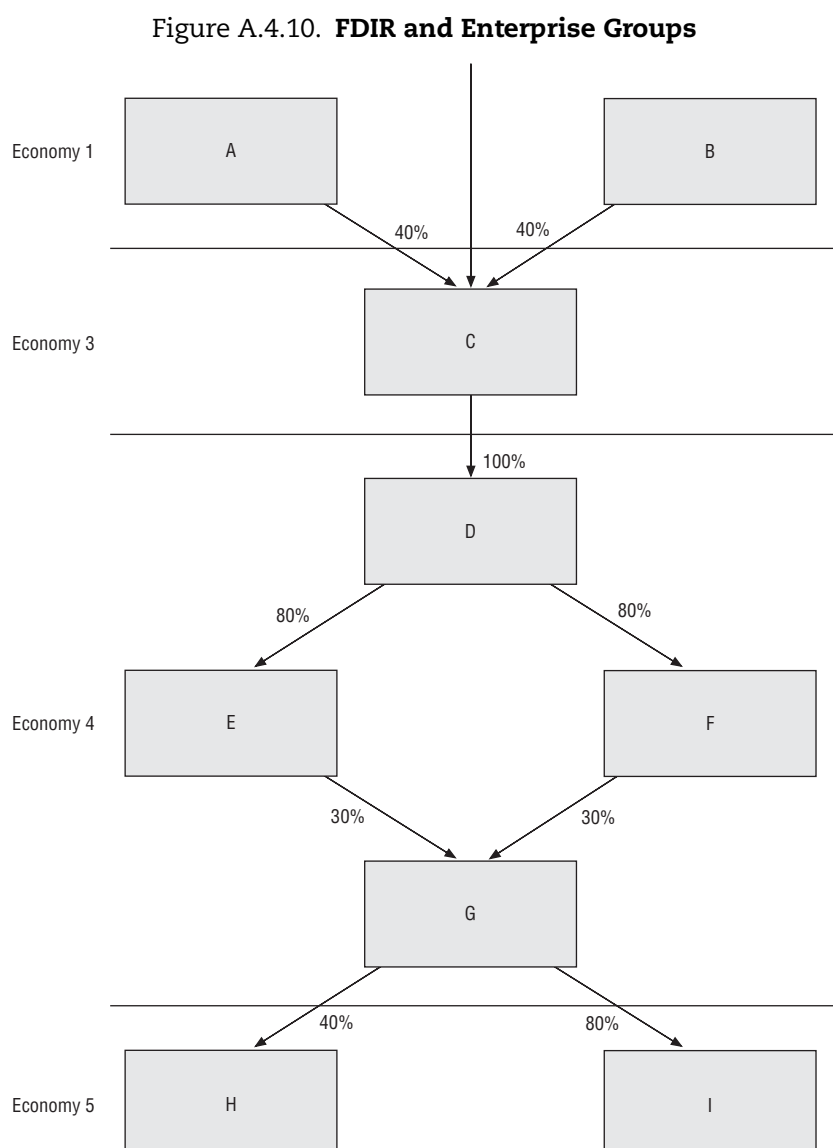 Figure A.4.10. FDIR and Enterprise Groups
Economy 1
A
B
40%
40%
Economy 3
C
100%
D
80%
80%
Economy 4
E
F
30%
30%
G
40%
80%
Economy 5
H
I